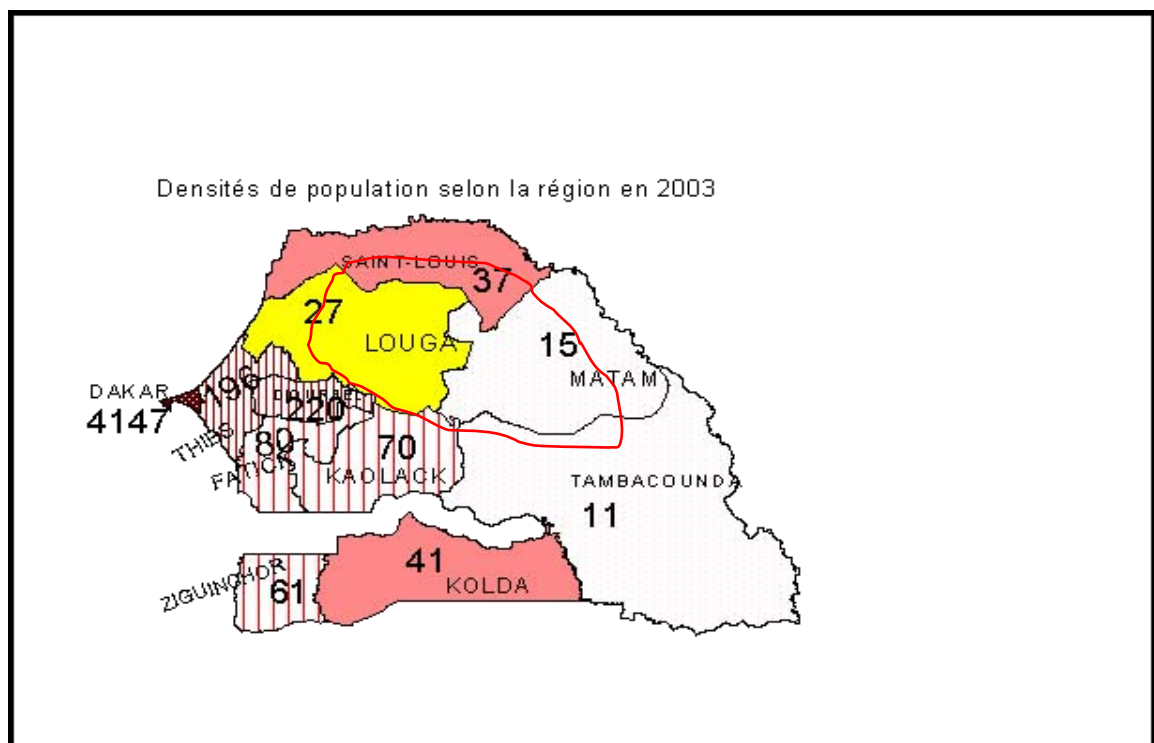 Densités de population selon la région en 2003
SAINT-LOUIS
37
27
LOUGA
15
MATAM
DAKAR
4147
196
220
THIES
80
FATICK
70
KAOLACK
TAMBACOUNDA
11
41
KOLDA
ZIGUINCHOR
61